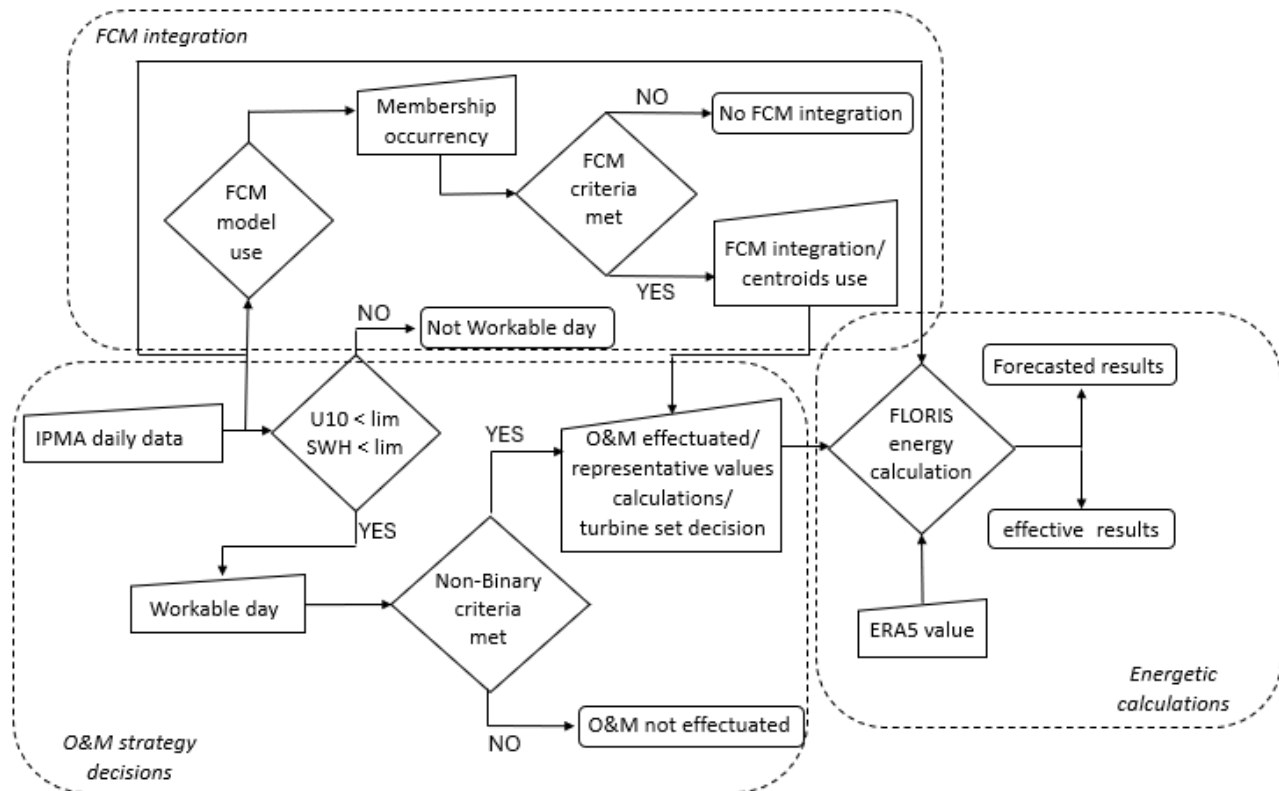 FCM integration
Membership
occurrency
NO
No FCM integration
FCM
criteria
met
FCM
model
use
YES
FCM integration/
centroids use
NO
Not Workable day
IPMA daily data
U10 < lim
SWH < lim
YES
Workable day
YES
Non-Binary
criteria
met
NO
O&M not effectuated
O&M effectuated/
representative values
calculations/
turbine set decision
O&M strategy
decisions
FLORIS
energy
calculation
Forecasted results
effective results
ERA5 value
Energetic
calculations